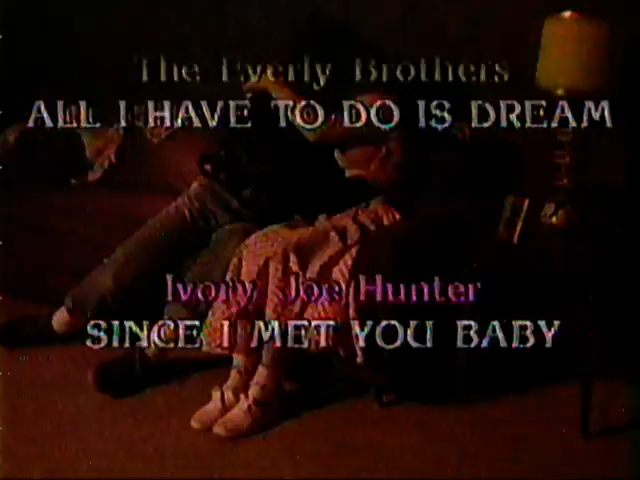 The Everly Brothers
ALL I HAVE TO DO IS DREAM
Ivory Joe Hunter
SINCE I MET YOU BABY